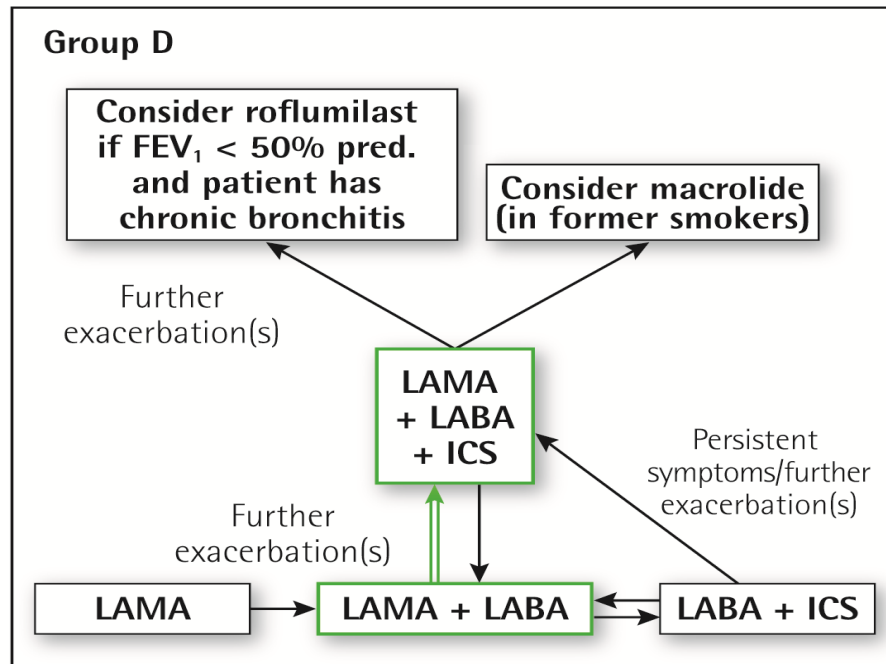 Group D
Consider roflumilast
if FEV₁ < 50% pred.
and patient has
chronic bronchitis
Consider macrolide
(in former smokers)
Further
exacerbation(s)
LAMA
+ LABA
+ ICS
Persistent
symptoms/further
exacerbation(s)
Further
exacerbation(s)
LAMA
LAMA + LABA
LABA + ICS